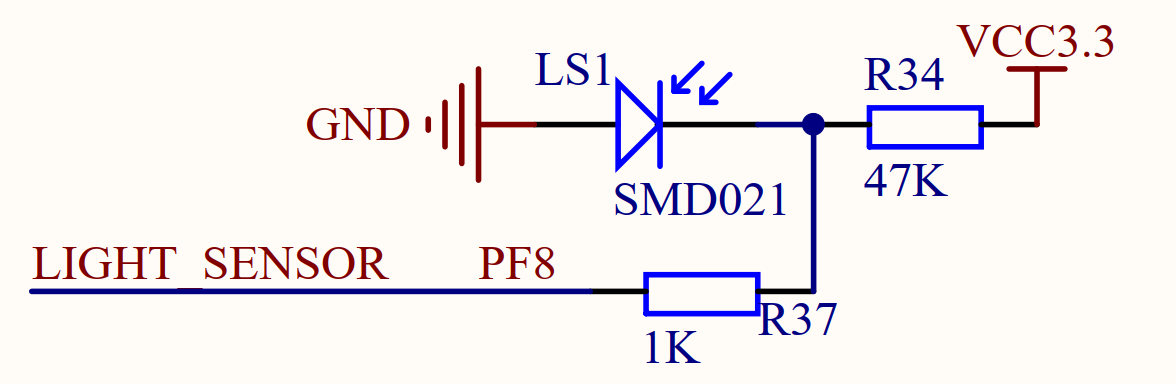 VCC3.3
LS1
R34
GND
47K
SMD021
LIGHT_SENSOR
PF8
R37
1K